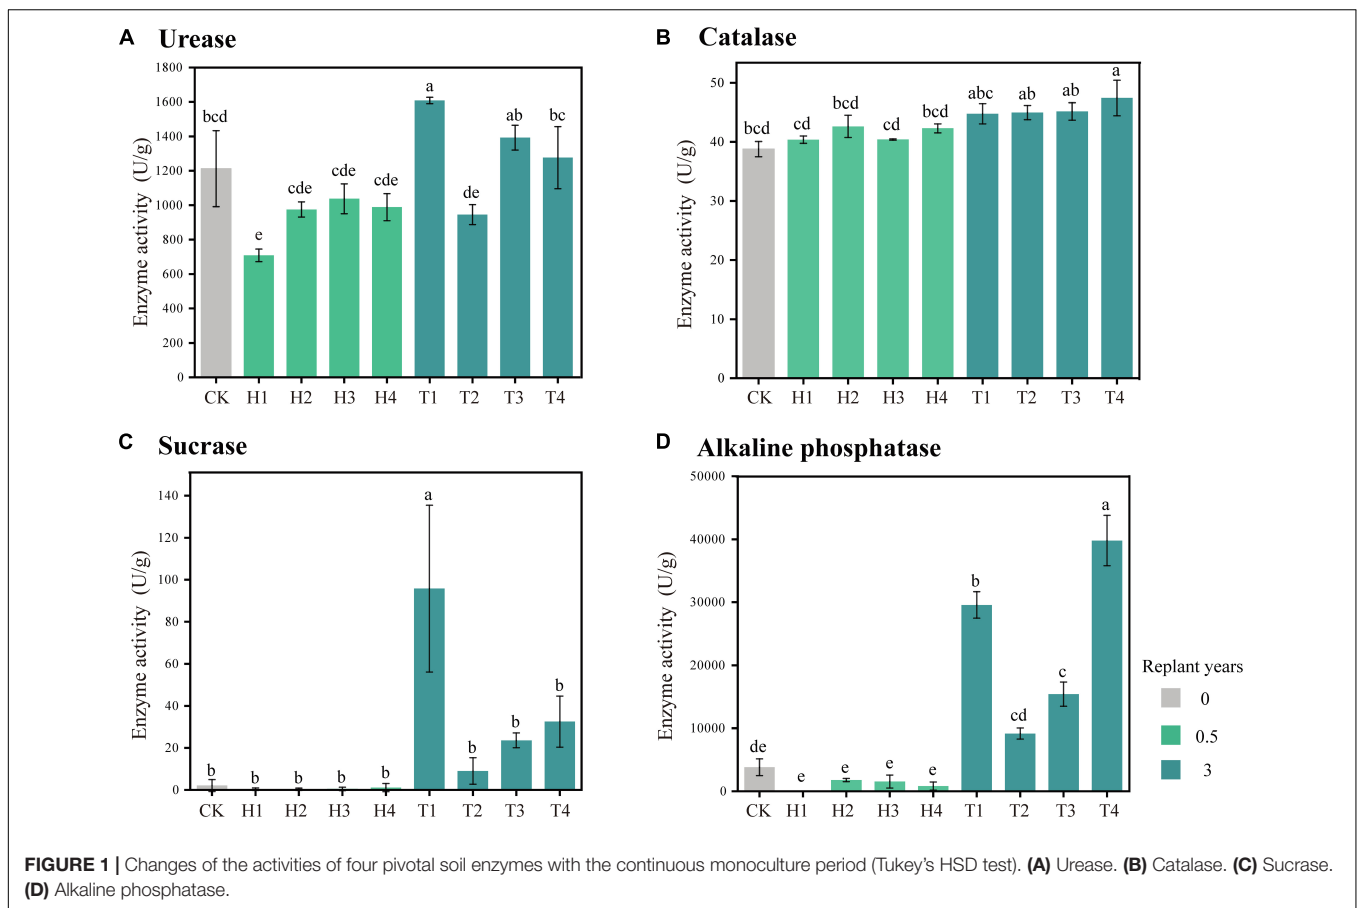 A Urease
Enzyme activity (U/g)
1800
1600
1400
1200
1000
800
600
400
200
0
bcd
e
cde
cde
cde
a
de
ab
bc
CK H1 H2 H3 H4 T1 T2 T3 T4
B Catalase
Enzyme activity (U/g)
50
40
30
20
10
0
bcd
cd
bcd
cd
bcd
abc
ab
ab
a
CK H1 H2 H3 H4 T1 T2 T3 T4
C Sucrase
Enzyme activity (U/g)
140
120
100
80
60
40
20
0
b
b
b
b
b
a
b
b
b
CK H1 H2 H3 H4 T1 T2 T3 T4
D Alkaline phosphatase
Enzyme activity (U/g)
50000
40000
30000
20000
10000
0
de
e
e
e
e
b
cd
c
a
CK H1 H2 H3 H4 T1 T2 T3 T4
Replant years
0
0.5
3
FIGURE 1 | Changes of the activities of four pivotal soil enzymes with the continuous monoculture period (Tukey's HSD test). (A) Urease. (B) Catalase. (C) Sucrase.
(D) Alkaline phosphatase.